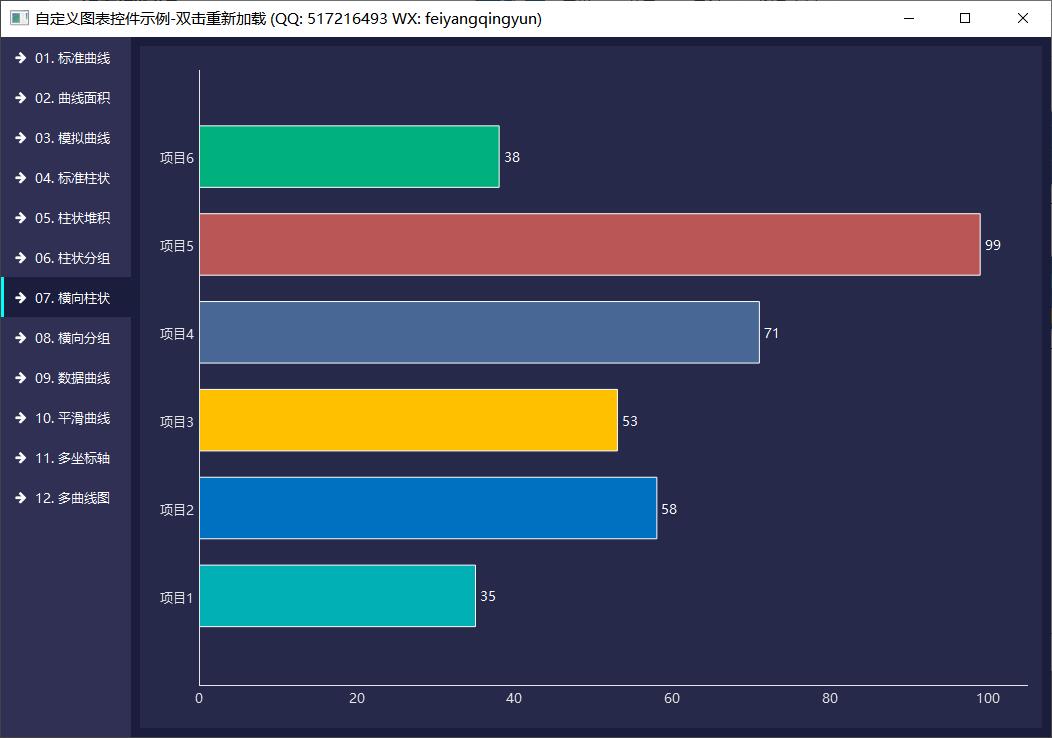 自定义图表控件示例-双击重新加载 (QQ: 517216493 WX: feiyangqingyun)
01. 标准曲线
02. 曲线面积
03. 模拟曲线
04. 标准柱状
05. 柱状堆积
06. 柱状分组
07. 横向柱状
08. 横向分组
09. 数据曲线
10. 平滑曲线
11. 多坐标轴
12. 多曲线图
项目6 38
项目5 99
项目4 71
项目3 53
项目2 58
项目1 35
0 20 40 60 80 100